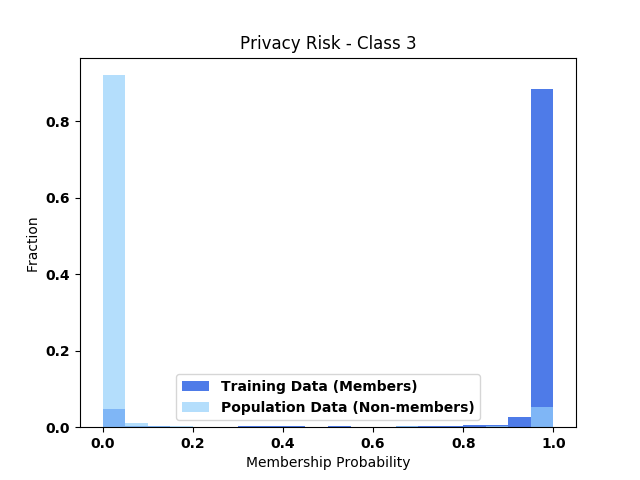 Privacy Risk - Class 3
Fraction
0.8
0.6
0.4
0.2
0.0
Training Data (Members)
Population Data (Non-members)
0.0 0.2 0.4 0.6 0.8 1.0
Membership Probability